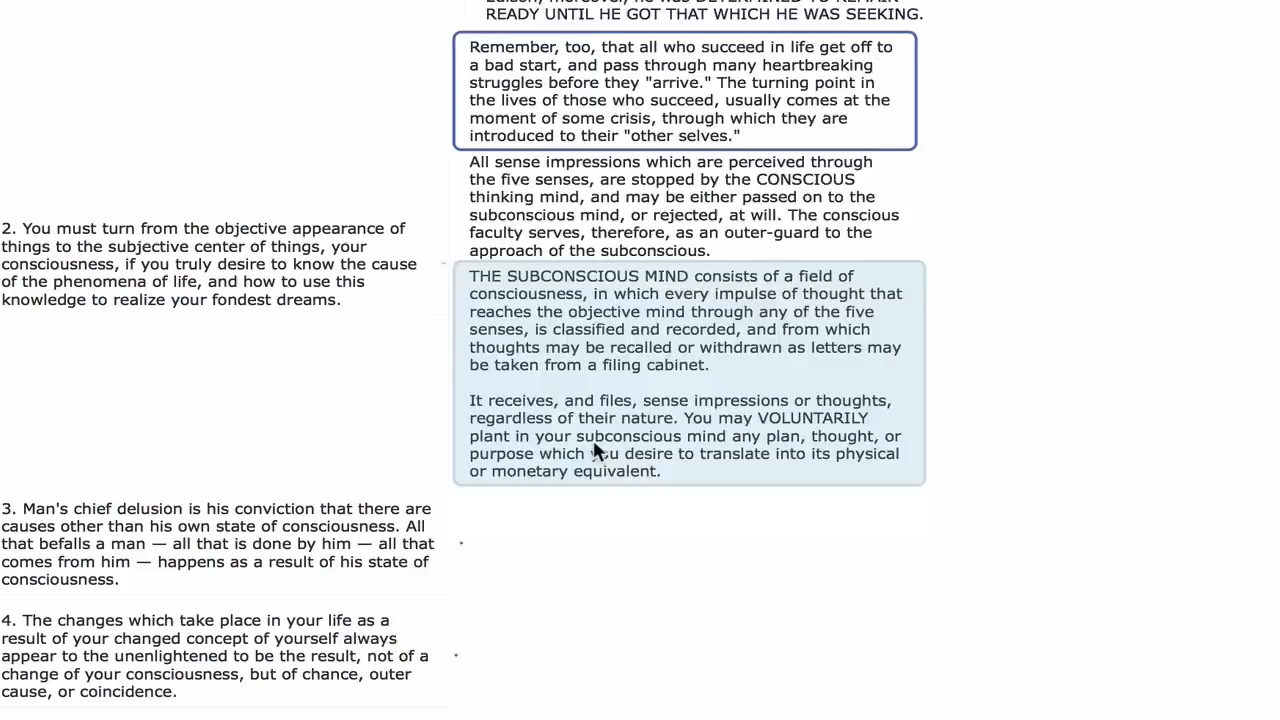 READY UNTIL HE GOT THAT WHICH HE WAS SEEKING.
Remember, too, that all who succeed in life get off to
a bad start, and pass through many heartbreaking
struggles before they "arrive." The turning point in
the lives of those who succeed, usually comes at the
moment of some crisis, through which they are
introduced to their "other selves."
All sense impressions which are perceived through
the five senses, are stopped by the CONSCIOUS
thinking mind, and may be either passed on to the
subconscious mind, or rejected, at will. The conscious
faculty serves, therefore, as an outer-guard to the
approach of the subconscious.
THE SUBCONSCIOUS MIND consists of a field of
consciousness, in which every impulse of thought that
reaches the objective mind through any of the five
senses, is classified and recorded, and from which
thoughts may be recalled or withdrawn as letters may
be taken from a filing cabinet.
It receives, and files, sense impressions or thoughts,
regardless of their nature. You may VOLUNTARILY
plant in your subconscious mind any plan, thought, or
purpose which you desire to translate into its physical
or monetary equivalent.
2. You must turn from the objective appearance of
things to the subjective center of things, your
consciousness, if you truly desire to know the cause
of the phenomena of life, and how to use this
knowledge to realize your fondest dreams.
3. Man's chief delusion is his conviction that there are
causes other than his own state of consciousness. All
that befalls a man — all that is done by him — all that
comes from him — happens as a result of his state of
consciousness.
4. The changes which take place in your life as a
result of your changed concept of yourself always
appear to the unenlightened to be the result, not of a
change of your consciousness, but of chance, outer
cause, or coincidence.